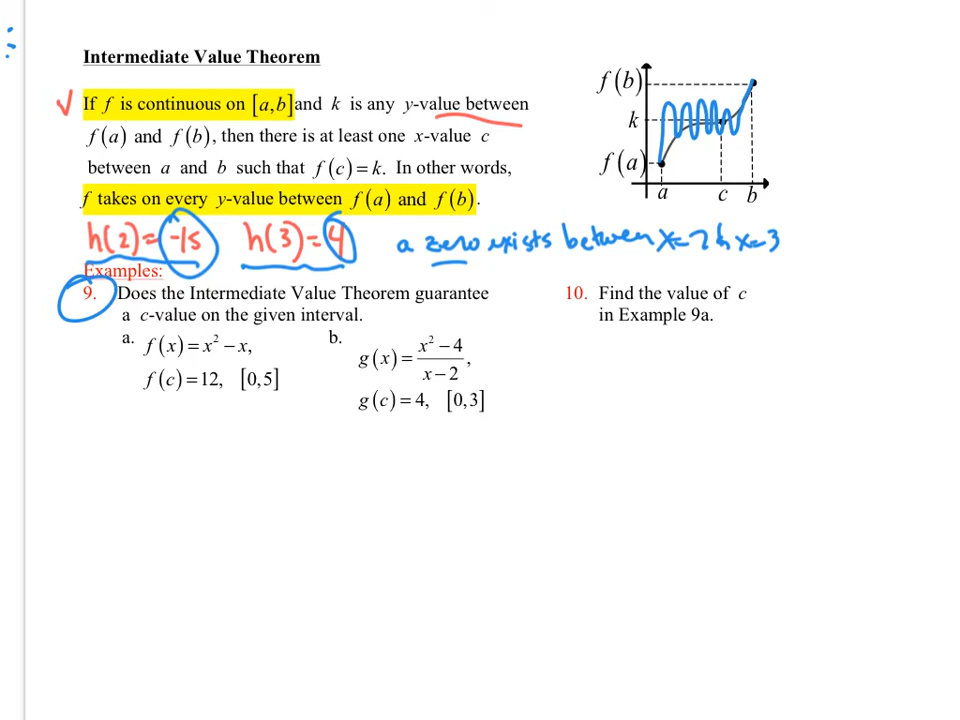 Intermediate Value Theorem
If f is continuous on [a,b] and k is any y-value between
f(a) and f(b), then there is at least one x-value c
between a and b such that f(c)=k. In other words,
f takes on every y-value between f(a) and f(b).
f(b)
k
f(a)
a c b
h(2)=-15 h(3)=4 a zero exists between x=2 & x=3
Examples:
9. Does the Intermediate Value Theorem guarantee
a c-value on the given interval.
a. f(x)=x²-x,
f(c)=12, [0,5]
b. g(x)=(x²-4)/(x-2),
g(c)=4, [0,3]
10. Find the value of c
in Example 9a.